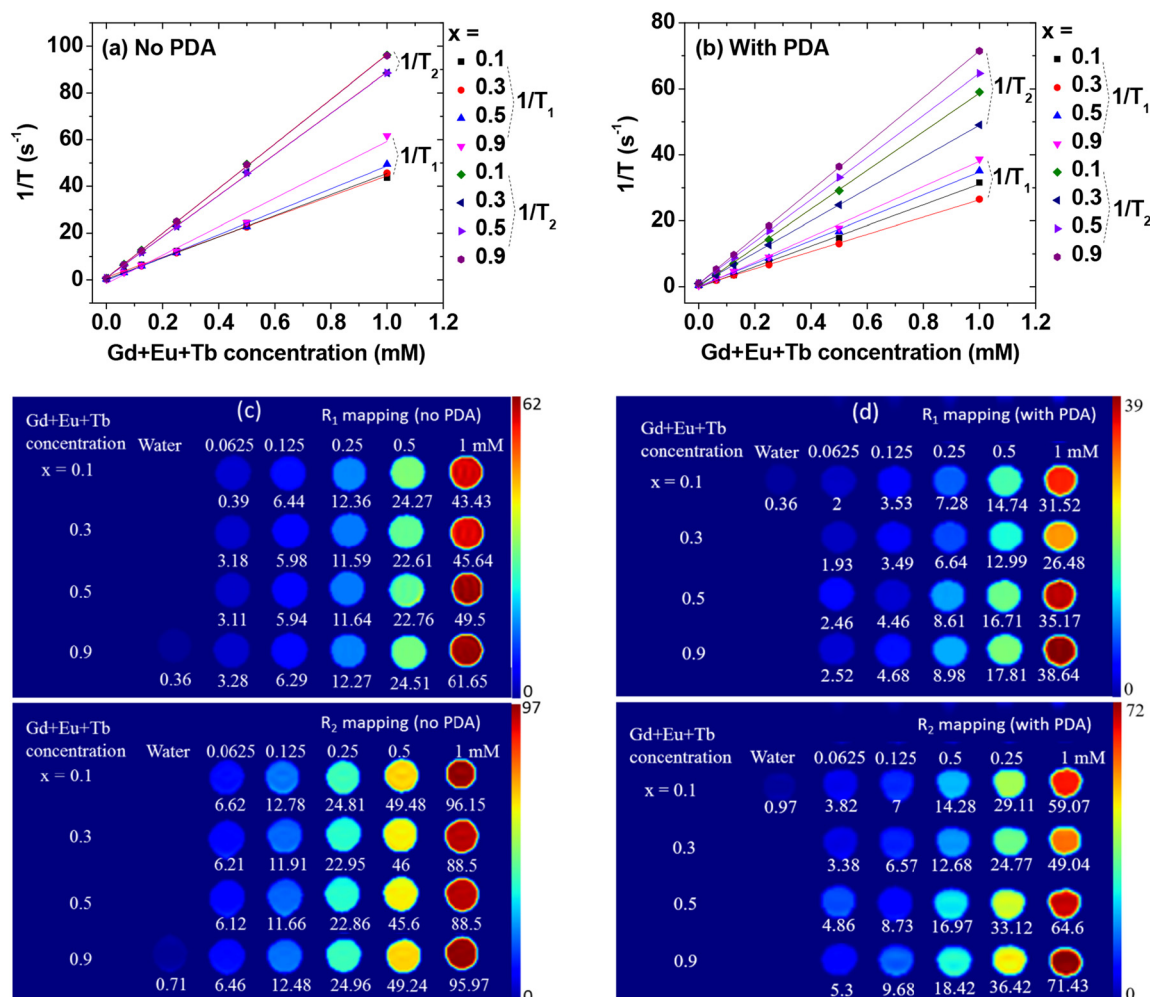 (a) No PDA
1/T (s-1)
100
80
60
40
20
0
0.0 0.2 0.4 0.6 0.8 1.0 1.2
Gd+Eu+Tb concentration (mM)
1/T2
1/T1
x =
0.1
0.3
0.5
0.9
0.1
0.3
0.5
0.9
1/T1
1/T2
(b) With PDA
1/T (s-1)
80
60
40
20
0
0.0 0.2 0.4 0.6 0.8 1.0 1.2
Gd+Eu+Tb concentration (mM)
1/T2
1/T1
x =
0.1
0.3
0.5
0.9
0.1
0.3
0.5
0.9
1/T1
1/T2
(c)
R1 mapping (no PDA)
62
0
Gd+Eu+Tb
concentration Water 0.0625 0.125 0.25 0.5 1 mM
x = 0.1
0.39 6.44 12.36 24.27 43.43
0.3
3.18 5.98 11.59 22.61 45.64
0.5
3.11 5.94 11.64 22.76 49.5
0.9
0.36 3.28 6.29 12.27 24.51 61.65
(d)
R1 mapping (with PDA)
39
0
Gd+Eu+Tb
concentration Water 0.0625 0.125 0.25 0.5 1 mM
x = 0.1
0.36 2 3.53 7.28 14.74 31.52
0.3
1.93 3.49 6.64 12.99 26.48
0.5
2.46 4.46 8.61 16.71 35.17
0.9
2.52 4.68 8.98 17.81 38.64
R2 mapping (no PDA)
97
0
Gd+Eu+Tb
concentration Water 0.0625 0.125 0.25 0.5 1 mM
x = 0.1
6.62 12.78 24.81 49.48 96.15
0.3
6.21 11.91 22.95 46 88.5
0.5
6.12 11.66 22.86 45.6 88.5
0.9
0.71 6.46 12.48 24.96 49.24 95.97
R2 mapping (with PDA)
72
0
Gd+Eu+Tb
concentration Water 0.0625 0.125 0.5 0.25 1 mM
x = 0.1
0.97 3.82 7 14.28 29.11 59.07
0.3
3.38 6.57 12.68 24.77 49.04
0.5
4.86 8.73 16.97 33.12 64.6
0.9
5.3 9.68 18.42 36.42 71.43